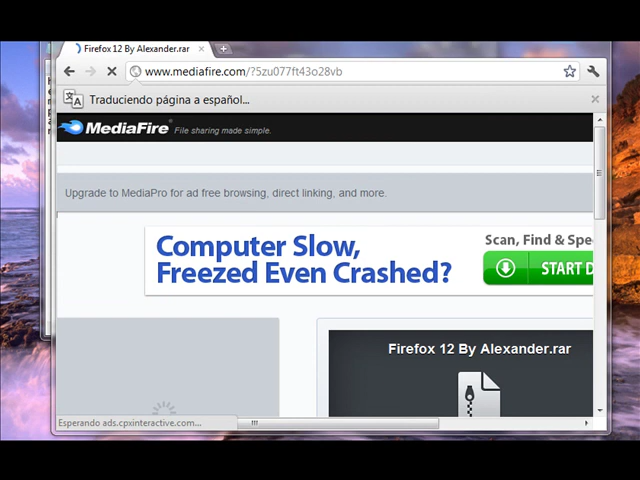 Firefox 12 By Alexander.rar
www.mediafire.com/?5zu077ft43o28vb
Traduciendo página a español...
MediaFire® File sharing made simple.
Upgrade to MediaPro for ad free browsing, direct linking, and more.
Computer Slow,
Freezed Even Crashed?
Scan, Find & Spe
START D
Firefox 12 By Alexander.rar
Esperando ads.cpxinteractive.com...